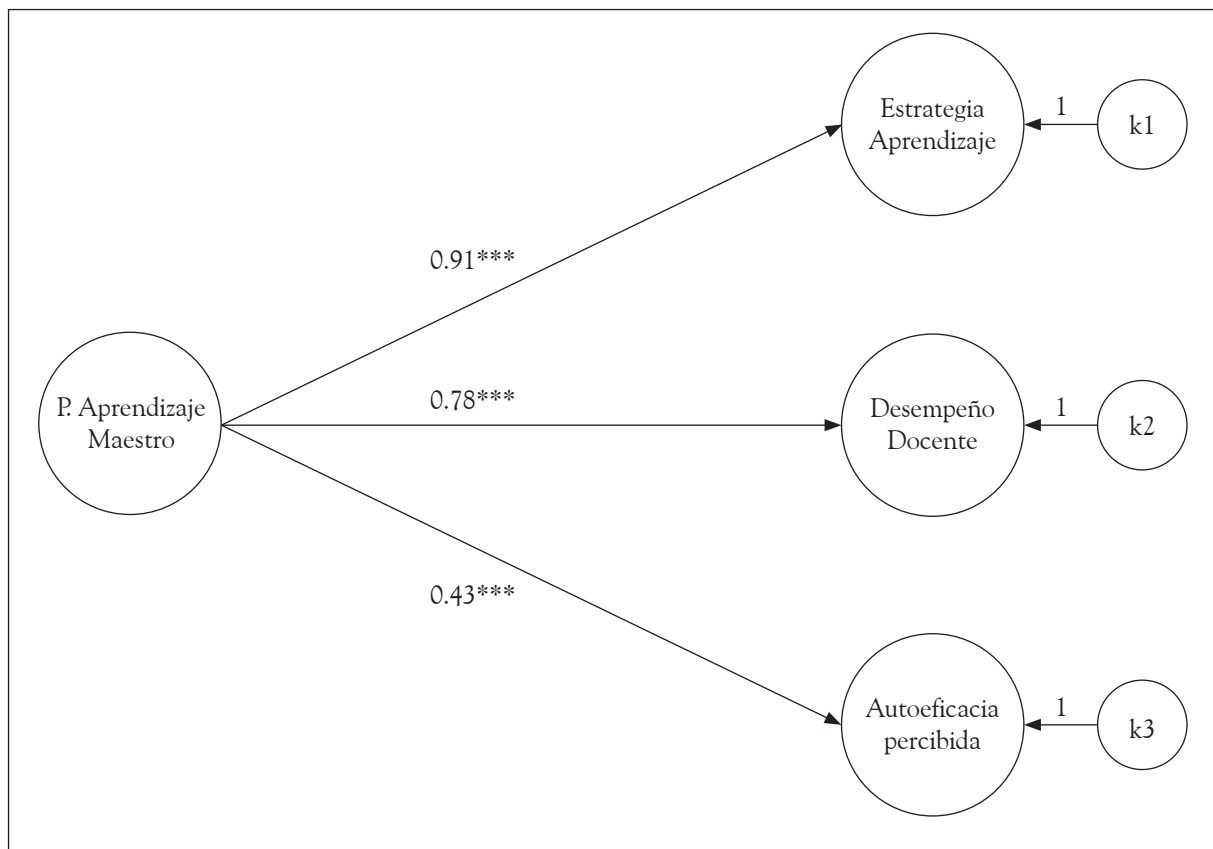 Estrategia
Aprendizaje
1
k1
0.91***
P. Aprendizaje
Maestro
0.78***
Desempeño
Docente
1
k2
0.43***
Autoeficacia
percibida
1
k3